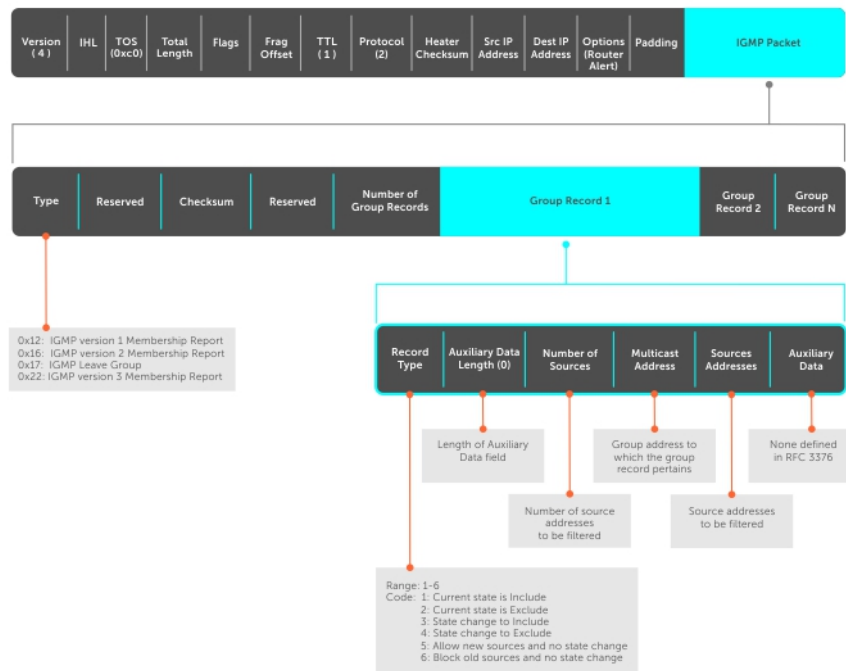 Version
( 4 )
IHL
TOS
(0xc0)
Total
Length
Flags
Frag
Offset
TTL
( 1 )
Protocol
(2)
Heater
Checksum
Src IP
Address
Dest IP
Address
Options
(Router
Alert)
Padding
IGMP Packet
Type
Reserved
Checksum
Reserved
Number of
Group Records
Group Record 1
Group
Record 2
Group
Record N
0x12: IGMP version 1 Membership Report
0x16: IGMP version 2 Membership Report
0x17: IGMP Leave Group
0x22: IGMP version 3 Membership Report
Record
Type
Auxiliary Data
Length (0)
Number of
Sources
Multicast
Address
Sources
Addresses
Auxiliary
Data
Length of Auxiliary
Data field
Group address to
which the group
record pertains
None defined
in RFC 3376
Number of source
addresses
to be filtered
Source addresses
to be filtered
Range: 1-6
Code: 1: Current state is Include
2: Current state is Exclude
3: State change to Include
4: State change to Exclude
5: Allow new sources and no state change
6: Block old sources and no state change